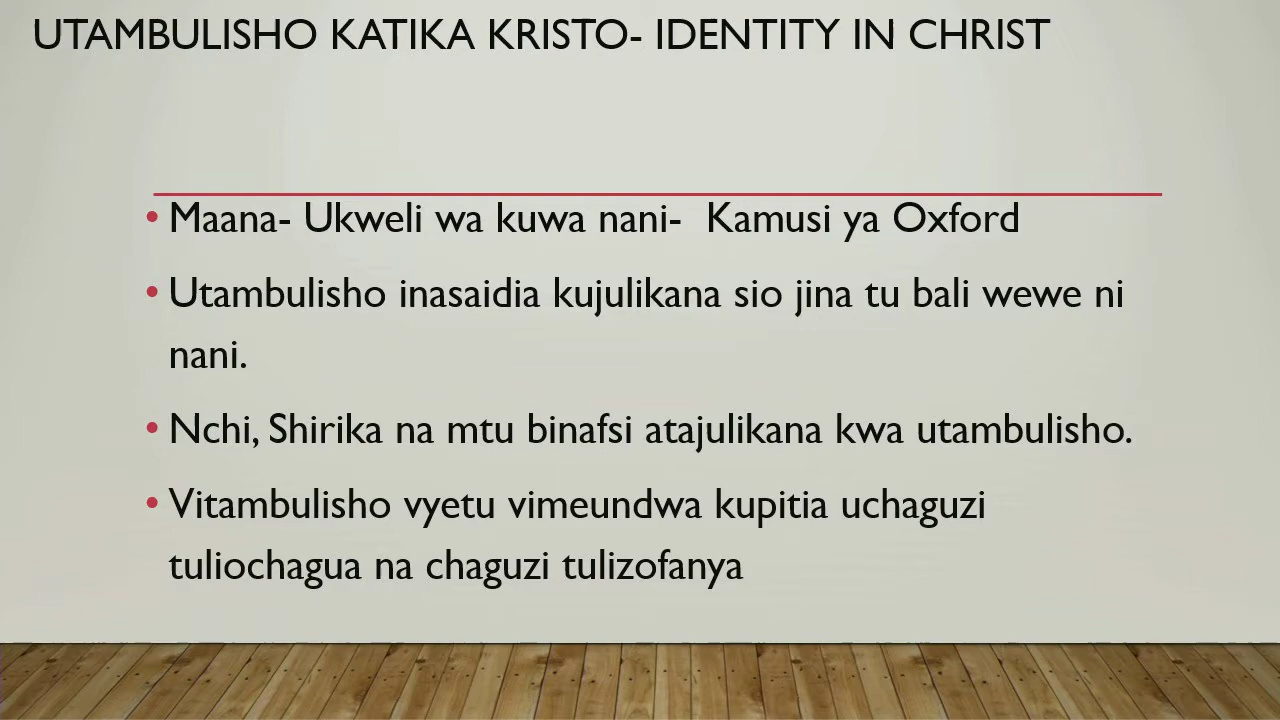 UTAMBULISHO KATIKA KRISTO- IDENTITY IN CHRIST
• Maana- Ukweli wa kuwa nani-  Kamusi ya Oxford
• Utambulisho inasaidia kujulikana sio jina tu bali wewe ni
nani.
• Nchi, Shirika na mtu binafsi atajulikana kwa utambulisho.
• Vitambulisho vyetu vimeundwa kupitia uchaguzi
tuliochagua na chaguzi tulizofanya